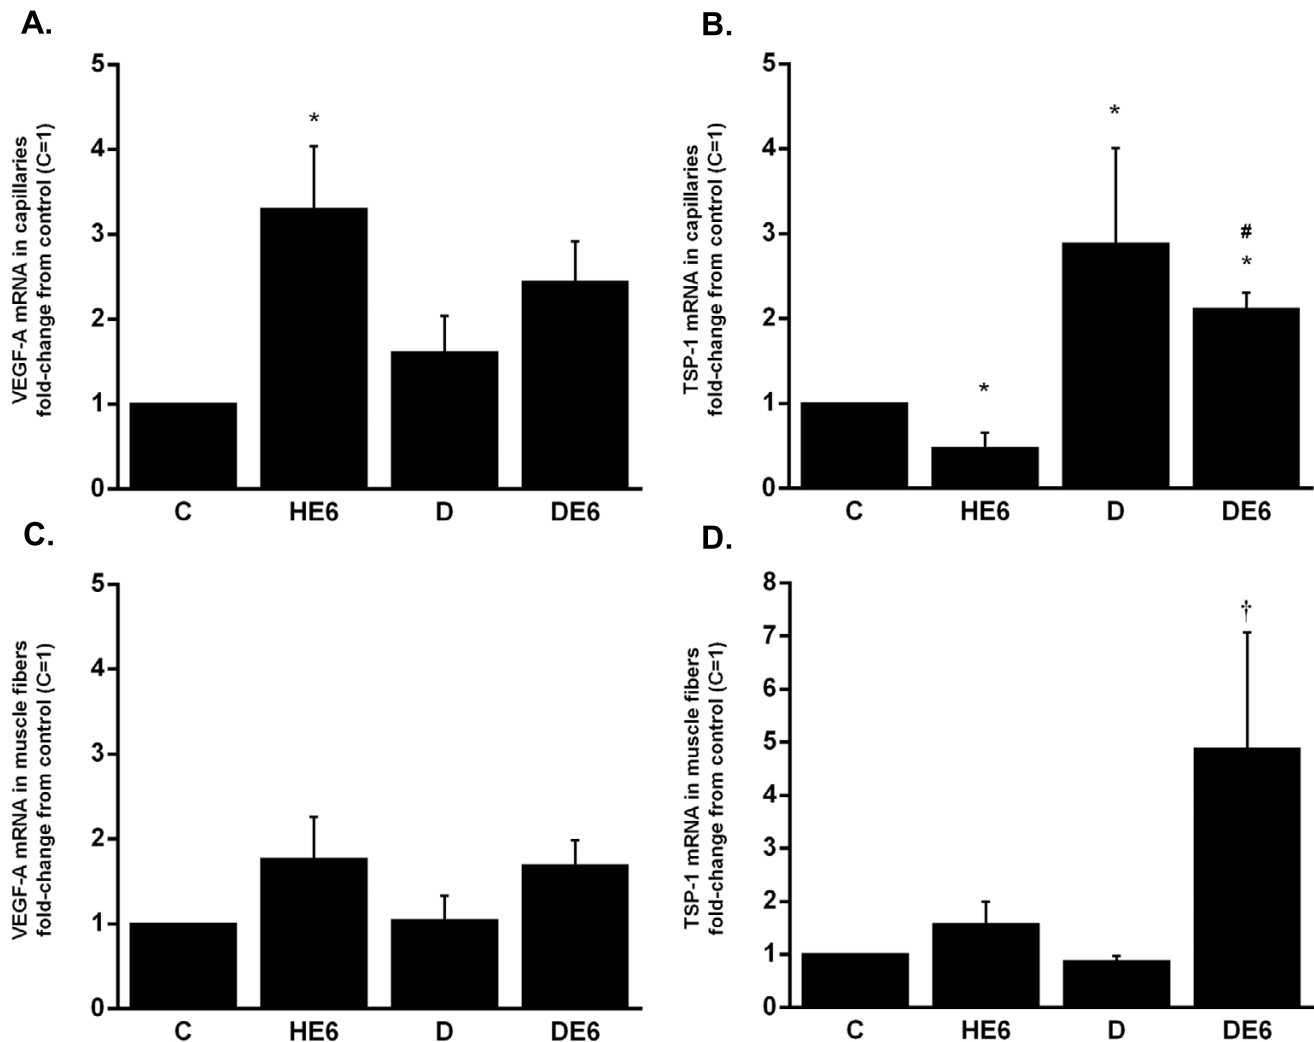 A.
VEGF-A mRNA in capillaries
fold-change from control (C=1)
5
4
3
2
1
0
*
C HE6 D DE6
B.
TSP-1 mRNA in capillaries
fold-change from control (C=1)
5
4
3
2
1
0
*
*
#
*
C HE6 D DE6
C.
VEGF-A mRNA in muscle fibers
fold-change from control (C=1)
5
4
3
2
1
0
C HE6 D DE6
D.
TSP-1 mRNA in muscle fibers
fold-change from control (C=1)
8
7
6
5
4
3
2
1
0
†
C HE6 D DE6